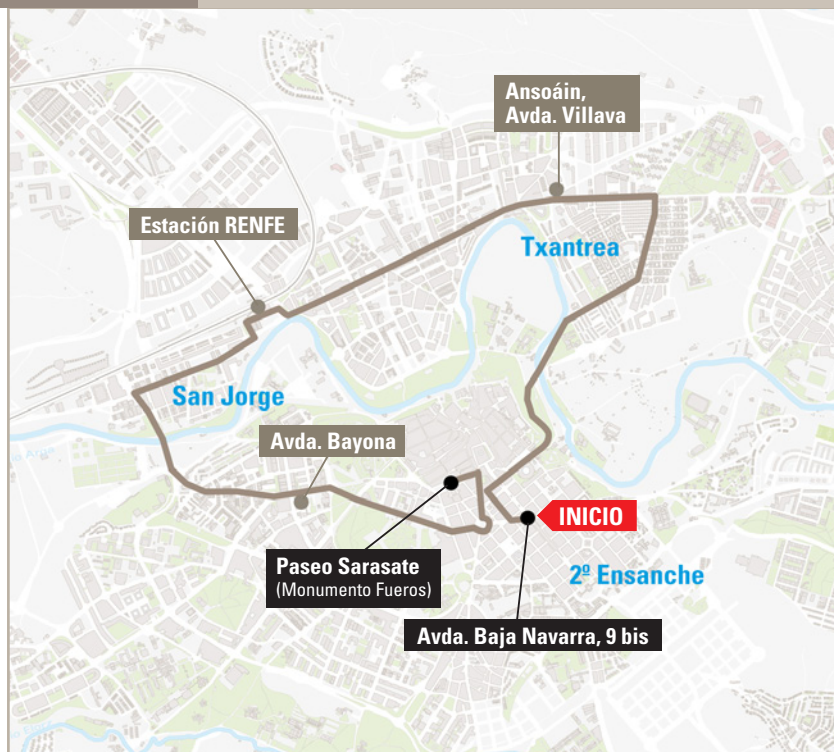 Ansoáin,
Avda. Villava
Estación RENFE
Txantrea
San Jorge
Avda. Bayona
INICIO
Paseo Sarasate
(Monumento Fueros)
2º Ensanche
Avda. Baja Navarra, 9 bis